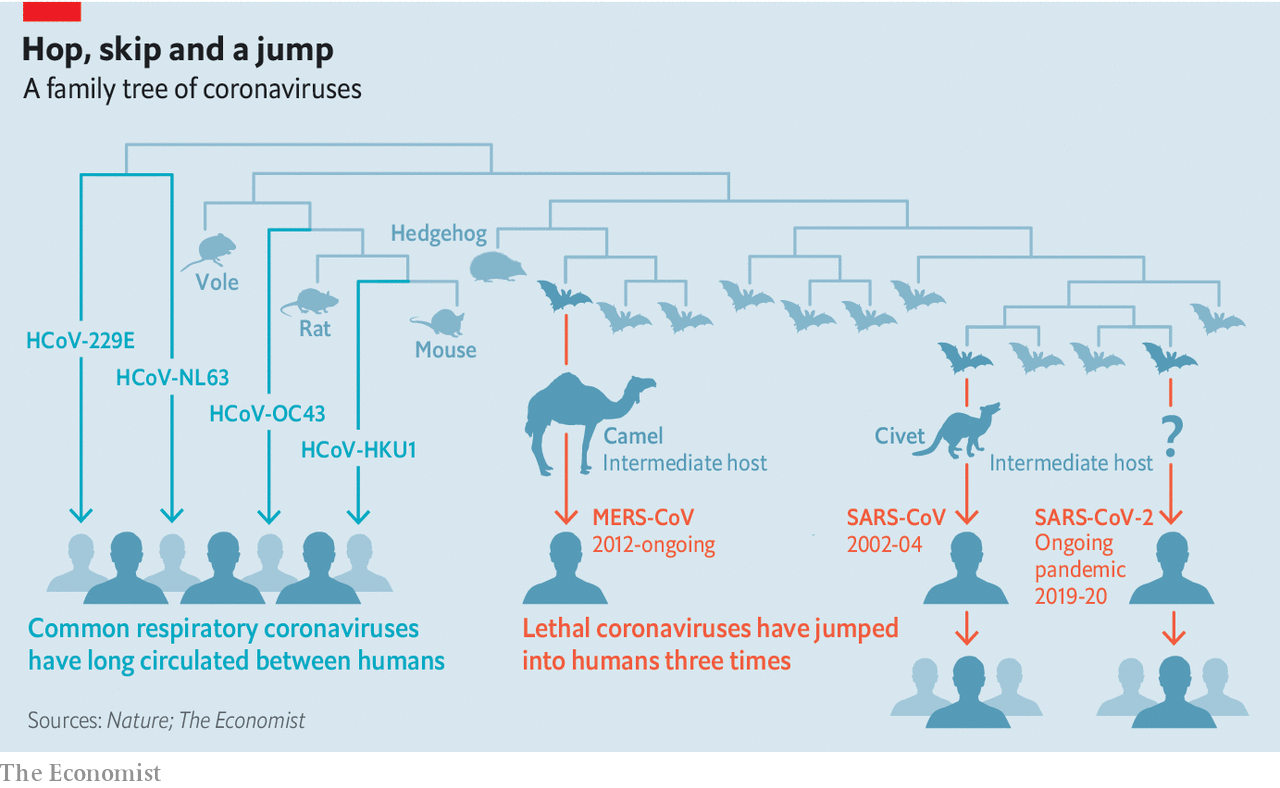 Hop, skip and a jump
A family tree of coronaviruses
Hedgehog
Vole
Rat
Mouse
HCoV-229E
HCoV-NL63
HCoV-OC43
HCoV-HKU1
Camel
Intermediate host
Civet
Intermediate host
?
MERS-CoV
2012-ongoing
SARS-CoV
2002-04
SARS-CoV-2
Ongoing
pandemic
2019-20
Common respiratory coronaviruses
have long circulated between humans
Lethal coronaviruses have jumped
into humans three times
Sources: Nature; The Economist
The Economist